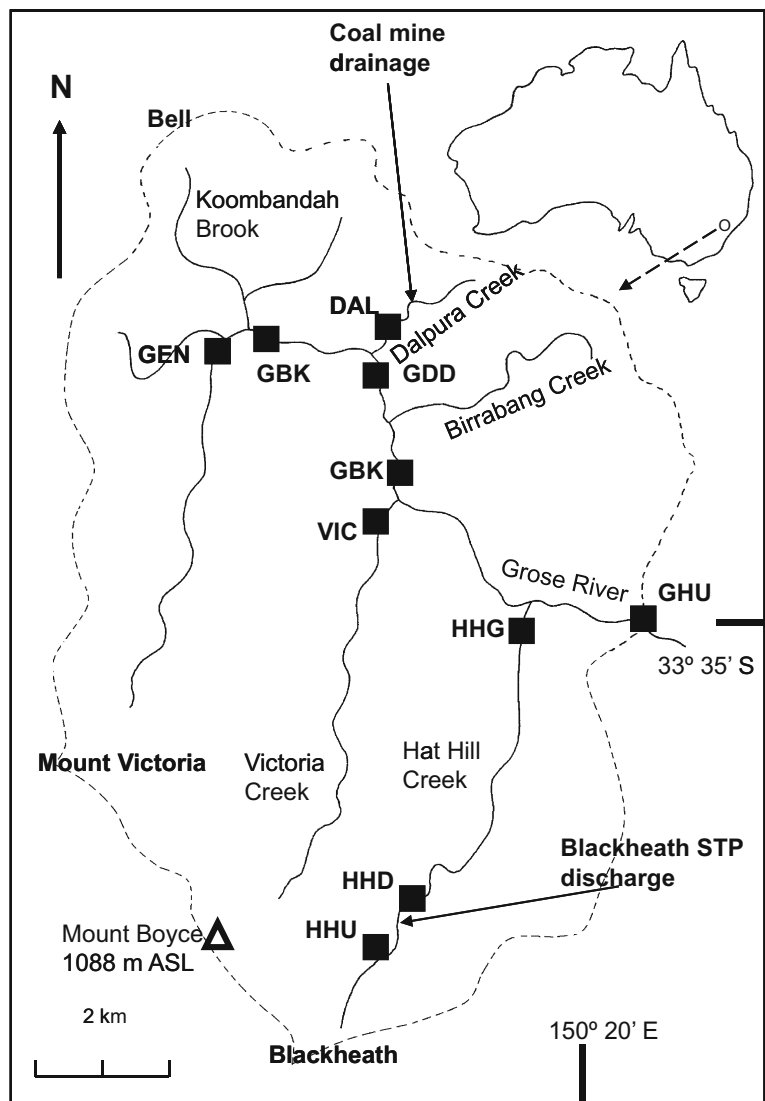 Coal mine
drainage
N
Bell
Koombandah
Brook
DAL
Dalpura Creek
GEN
GBK
GDD
Birrabang Creek
GBK
VIC
Grose River
GHU
HHG
33º 35’ S
Mount Victoria
Victoria
Creek
Hat Hill
Creek
Blackheath STP
discharge
HHD
Mount Boyce
1088 m ASL
HHU
2 km
150º 20’ E
Blackheath